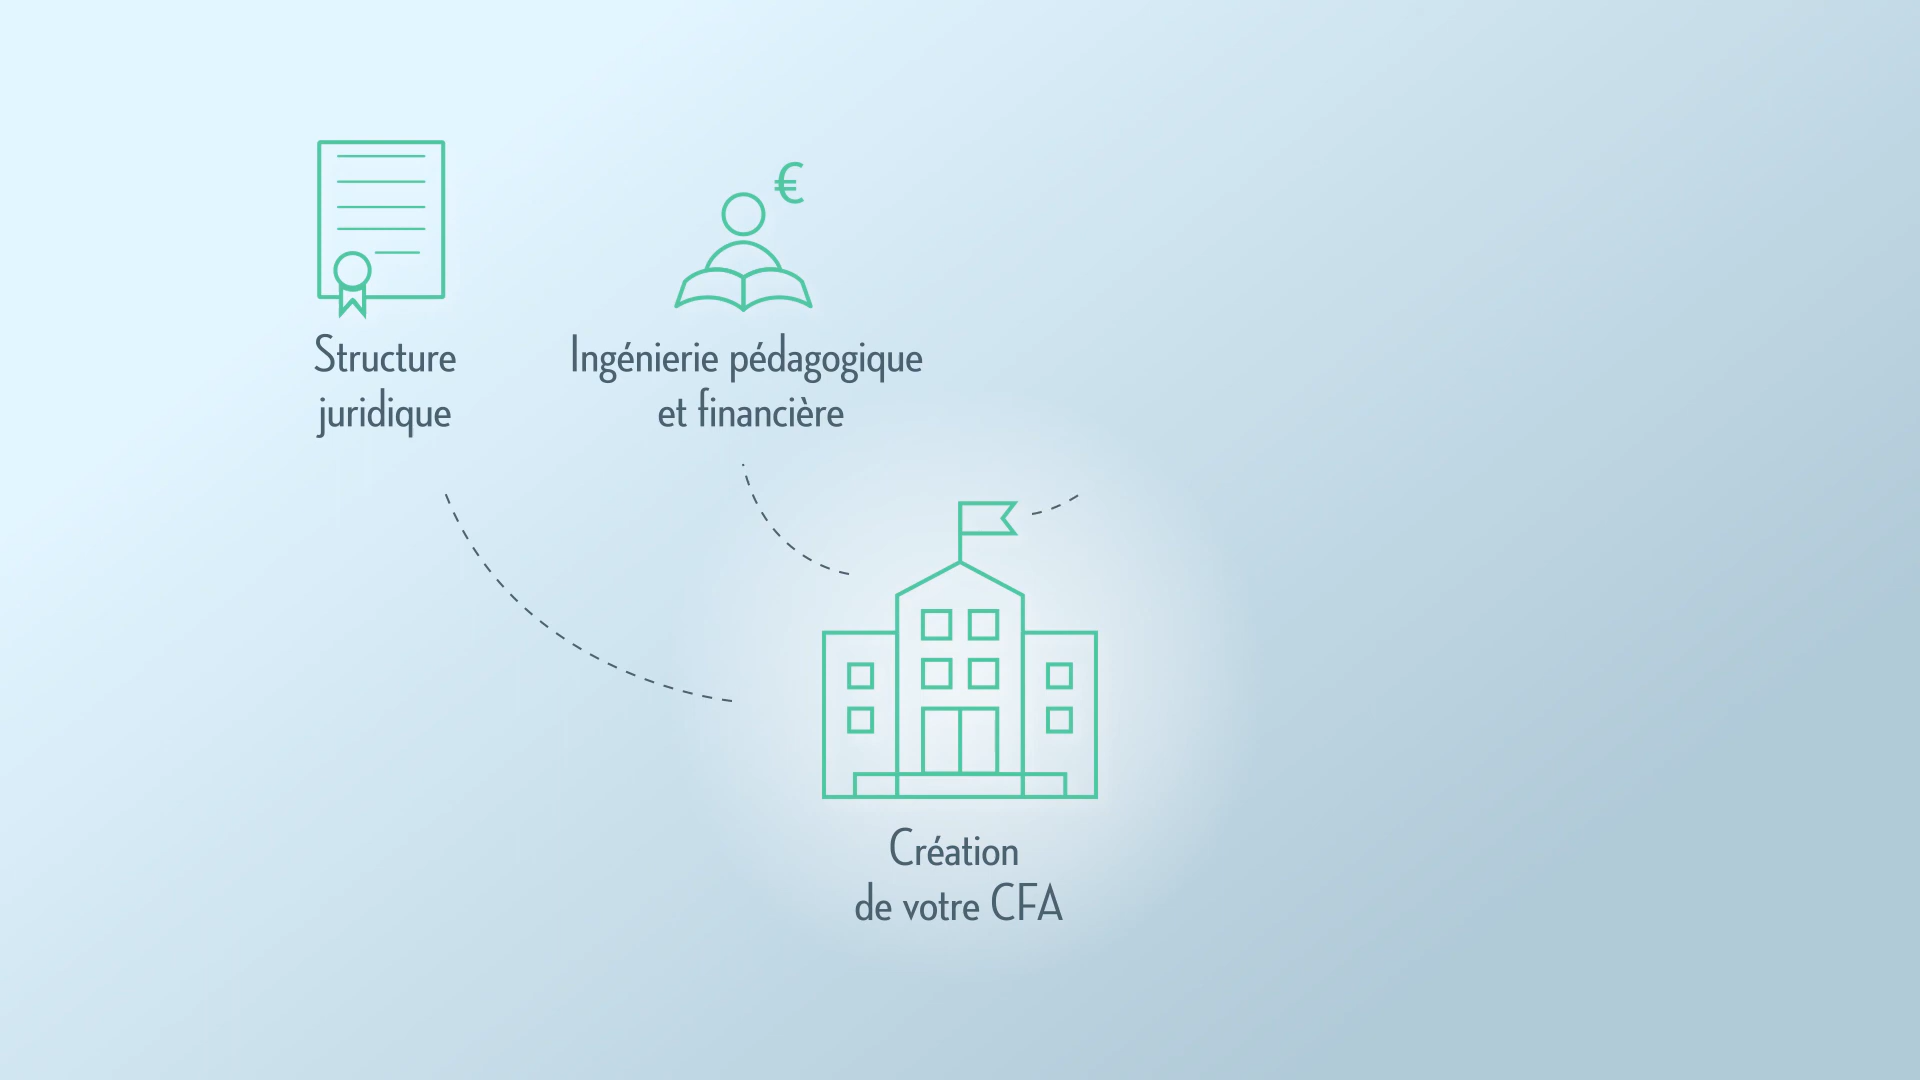 €
Structure
juridique
Ingénierie pédagogique
et financière
Création
de votre CFA